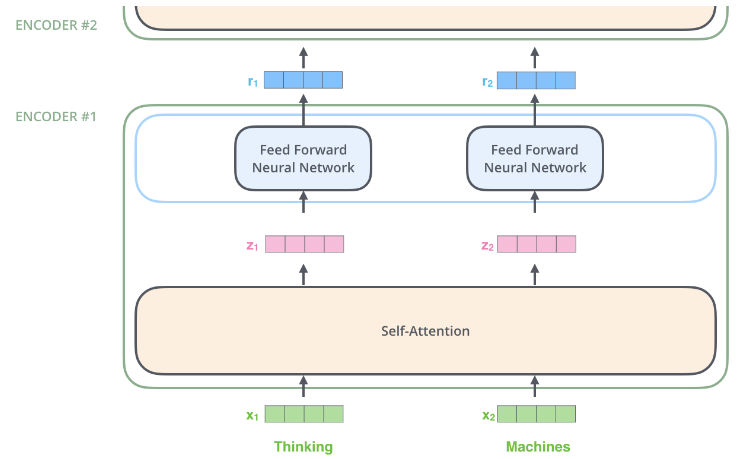 ENCODER #2
r₁
r₂
ENCODER #1
Feed Forward
Neural Network
Feed Forward
Neural Network
z₁
z₂
Self-Attention
x₁
x₂
Thinking
Machines